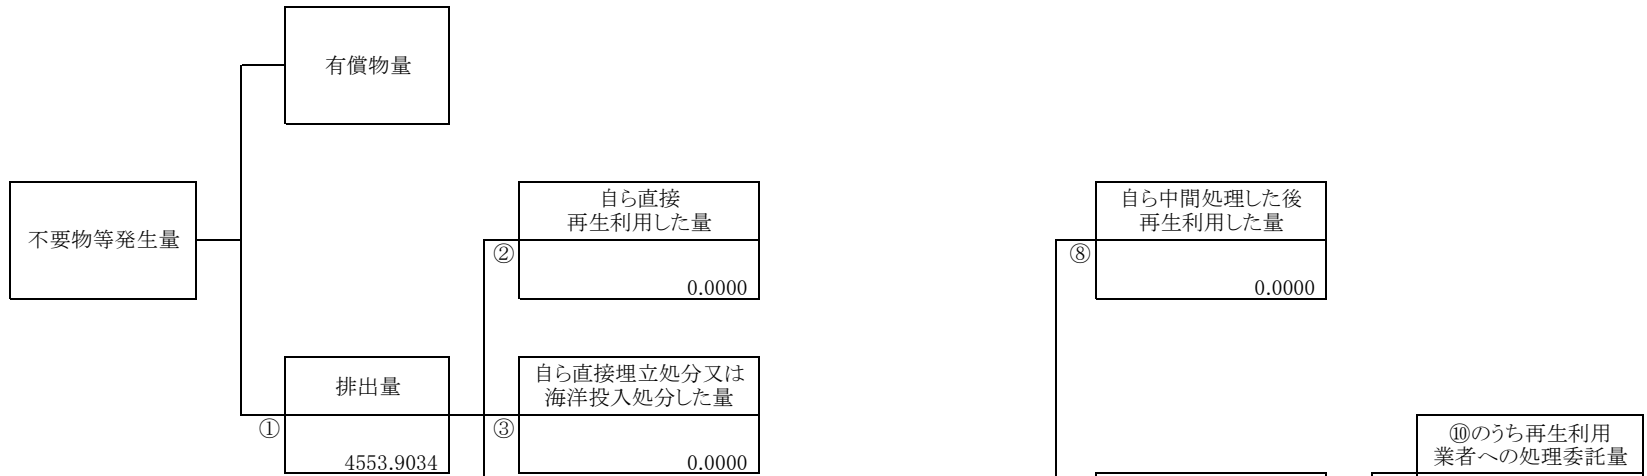 有償物量
不要物等発生量
自ら直接
再生利用した量
②
0.0000
自ら中間処理した後
再生利用した量
⑧
0.0000
排出量
①
4553.9034
自ら直接埋立処分又は
海洋投入処分した量
③
0.0000
⑩のうち再生利用
業者への処理委託量